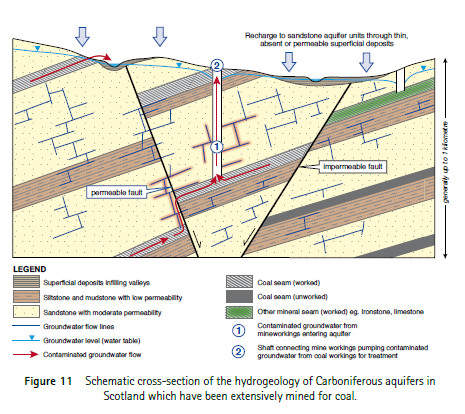 Recharge to sandstone aquifer units through thin,
absent or permeable superficial deposits
2
1
permeable fault
impermeable fault
generally up to 1 kilometre
LEGEND
Superficial deposits infilling valleys
Siltstone and mudstone with low permeability
Sandstone with moderate permeability
Groundwater flow lines
Groundwater level (water table)
Contaminated groundwater flow
Coal seam (worked)
Coal seam (unworked)
Other mineral seam (worked) eg. Ironstone, limestone
1 Contaminated groundwater from
mineworkings entering aquifer
2 Shaft connecting mine workings pumping contaminated
groundwater from coal workings for treatment
Figure 11 Schematic cross-section of the hydrogeology of Carboniferous aquifers in
Scotland which have been extensively mined for coal.